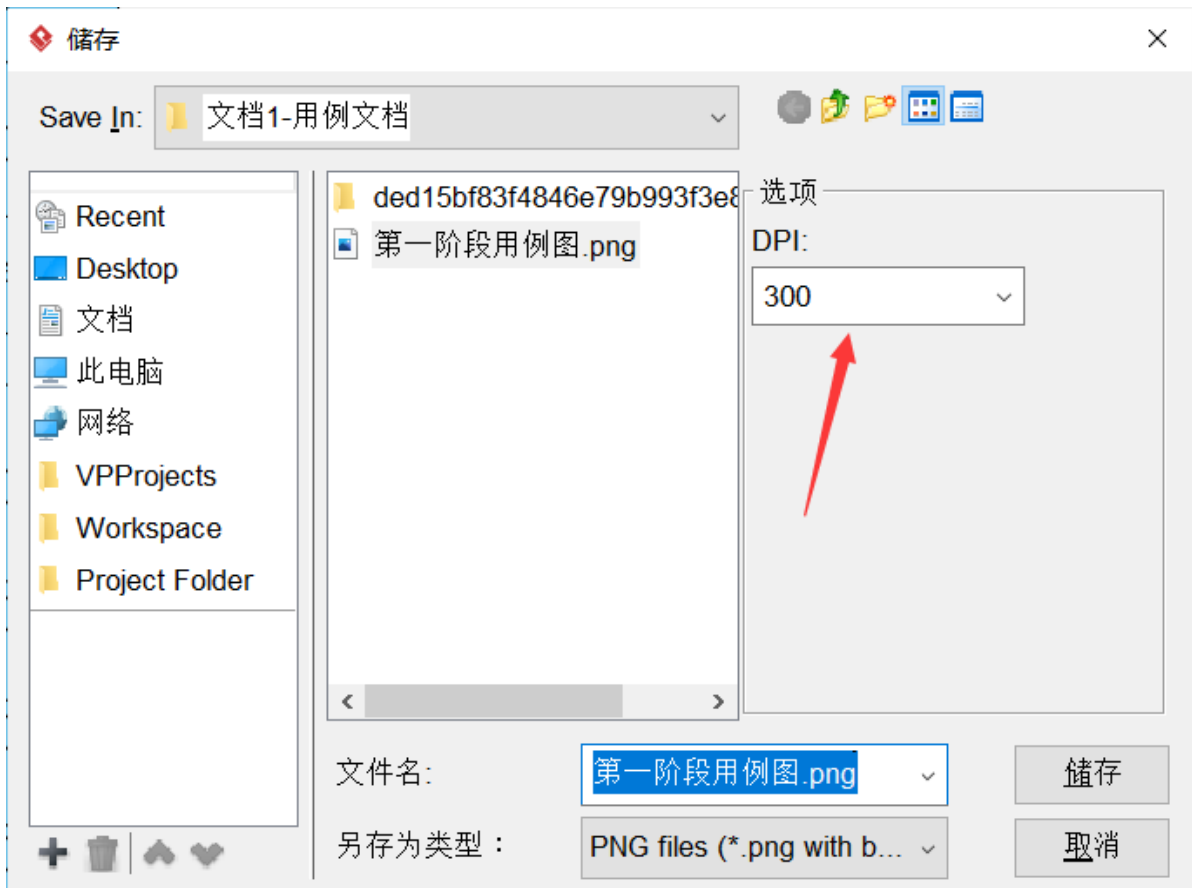 储存
Save In: 文档1-用例文档
Recent
Desktop
文档
此电脑
网络
VPProjects
Workspace
Project Folder
ded15bf83f4846e79b993f3e8
第一阶段用例图.png
选项
DPI:
300
文件名: 第一阶段用例图.png
储存
另存为类型： PNG files (*.png with b...
取消